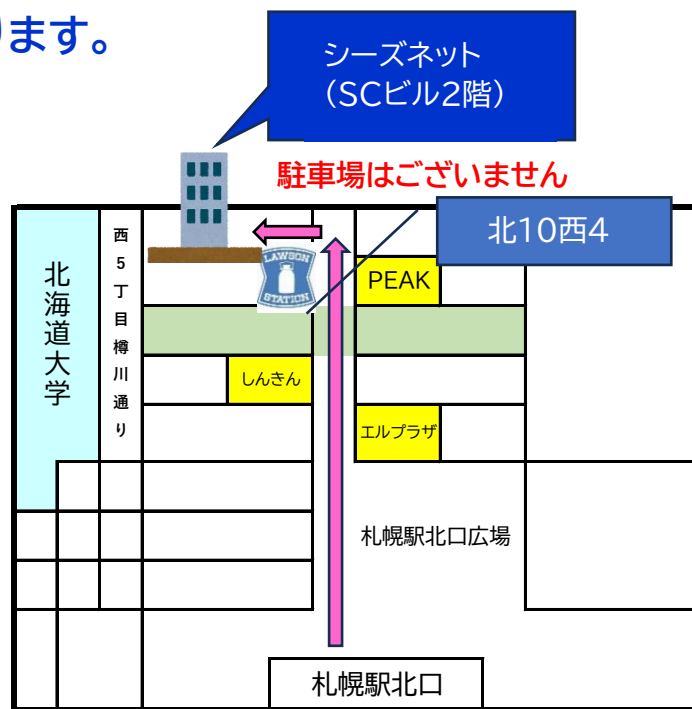 ります。
シーズネット
（SCビル2階）
駐車場はございません
北10西4
西5丁目樽川通り
北海道大学
LAWSON
STATION
PEAK
しんきん
エルプラザ
札幌駅北口広場
札幌駅北口